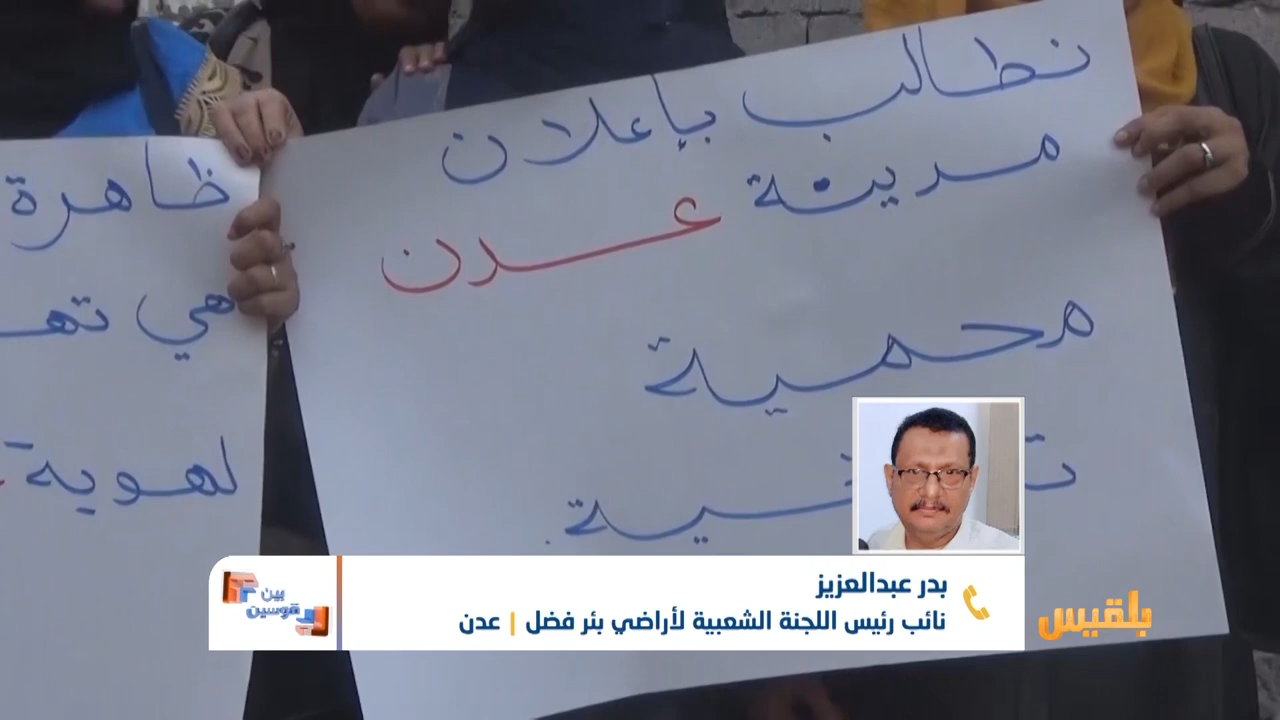 نطالب بإعلان
مدينة عدن
محمية
ظاهرة
هي
لهوية
بدر عبدالعزيز
نائب رئيس اللجنة الشعبية لأراضي بئر فضل | عدن
بين قوسين
بلقيس